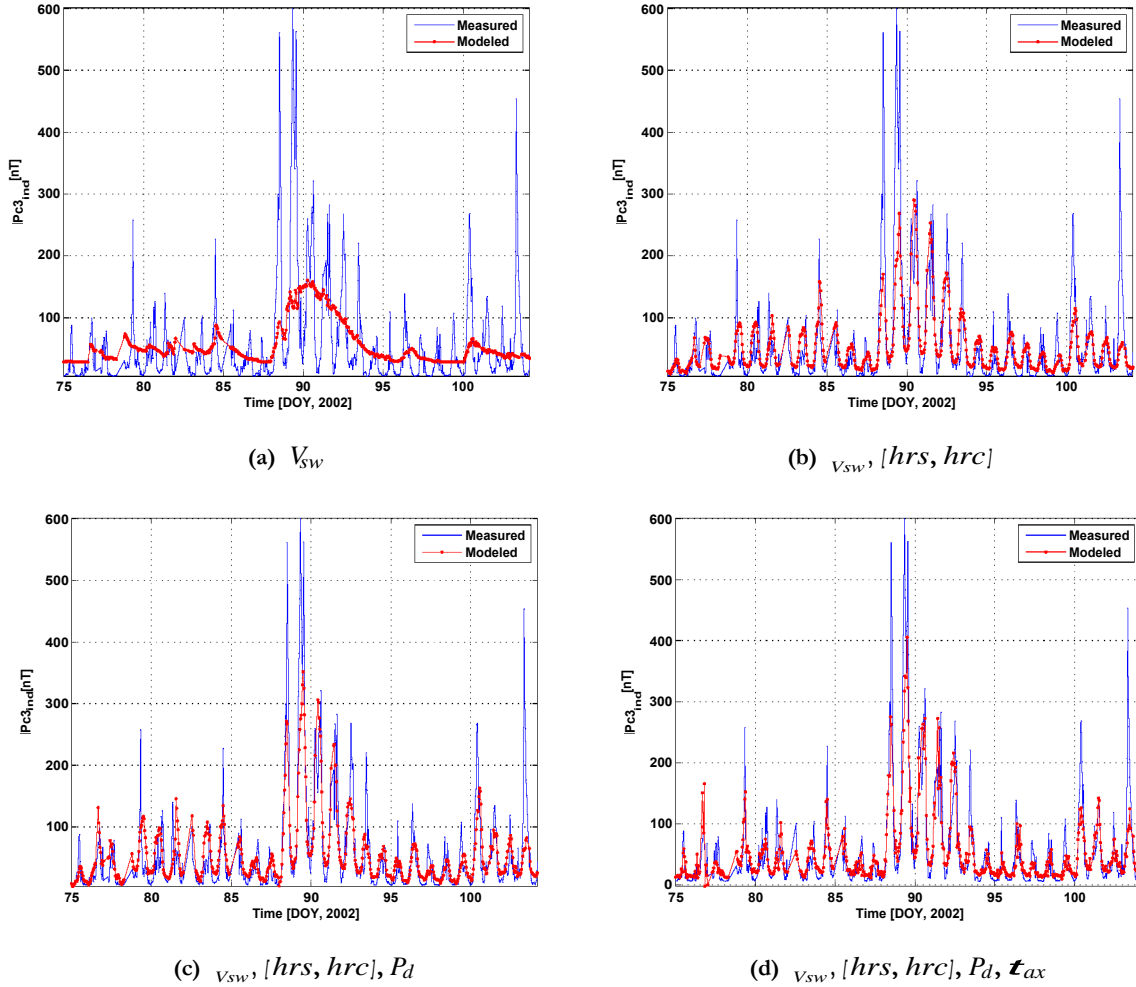 600
500
400
300
200
100
|Pc3ind[nT]
Measured
Modeled
75 80 85 90 95 100
Time [DOY, 2002]
(a) Vsw
600
500
400
300
200
100
|Pc3ind[nT]
Measured
Modeled
75 80 85 90 95 100
Time [DOY, 2002]
(b) Vsw, [hrs, hrc]
600
500
400
300
200
100
|Pc3ind[nT]
Measured
Modeled
75 80 85 90 95 100
Time [DOY, 2002]
(c) Vsw, [hrs, hrc], Pd
600
500
400
300
200
100
0
|Pc3ind[nT]
Measured
Modeled
75 80 85 90 95 100
Time [DOY, 2002]
(d) Vsw, [hrs, hrc], Pd, tax